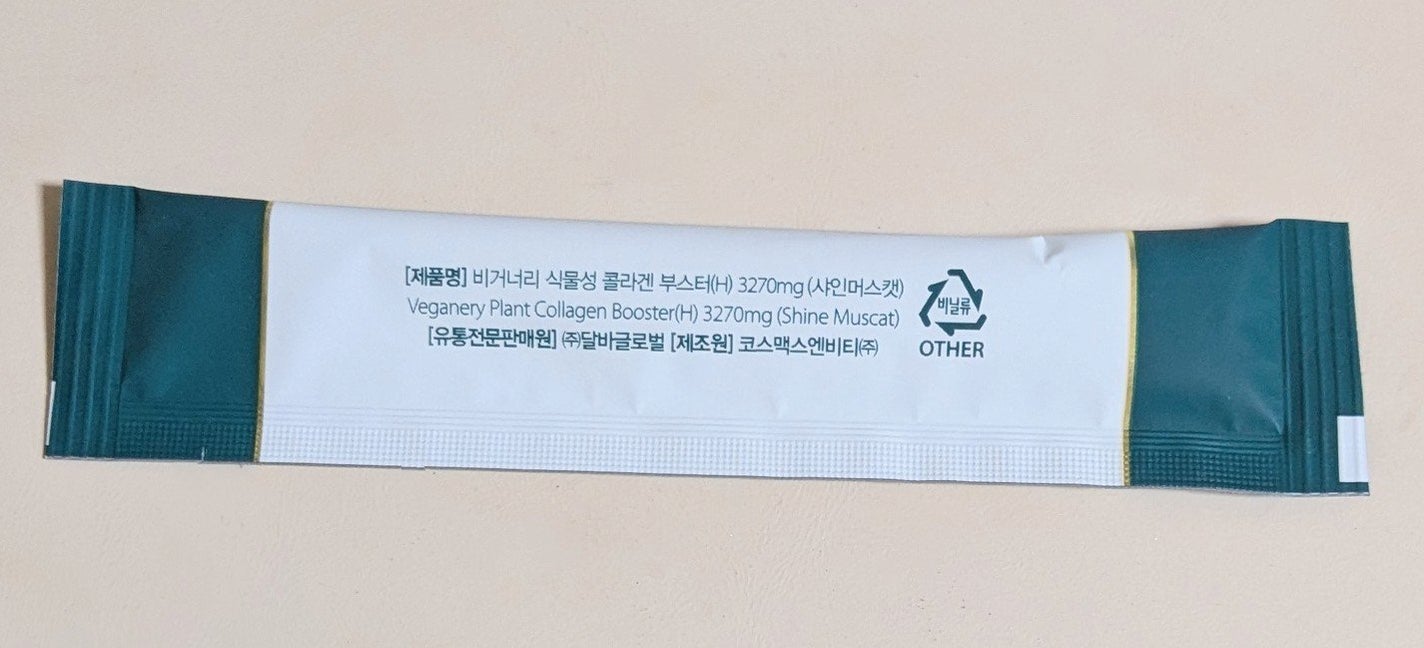 [제품명] 비거너리 식물성 콜라겐 부스터(H) 3270mg (샤인머스캣)
Veganery Plant Collagen Booster(H) 3270mg (Shine Muscat)
[유통전문판매원] ㈜달바글로벌 [제조원] 코스맥스엔비티㈜
비닐류
OTHER